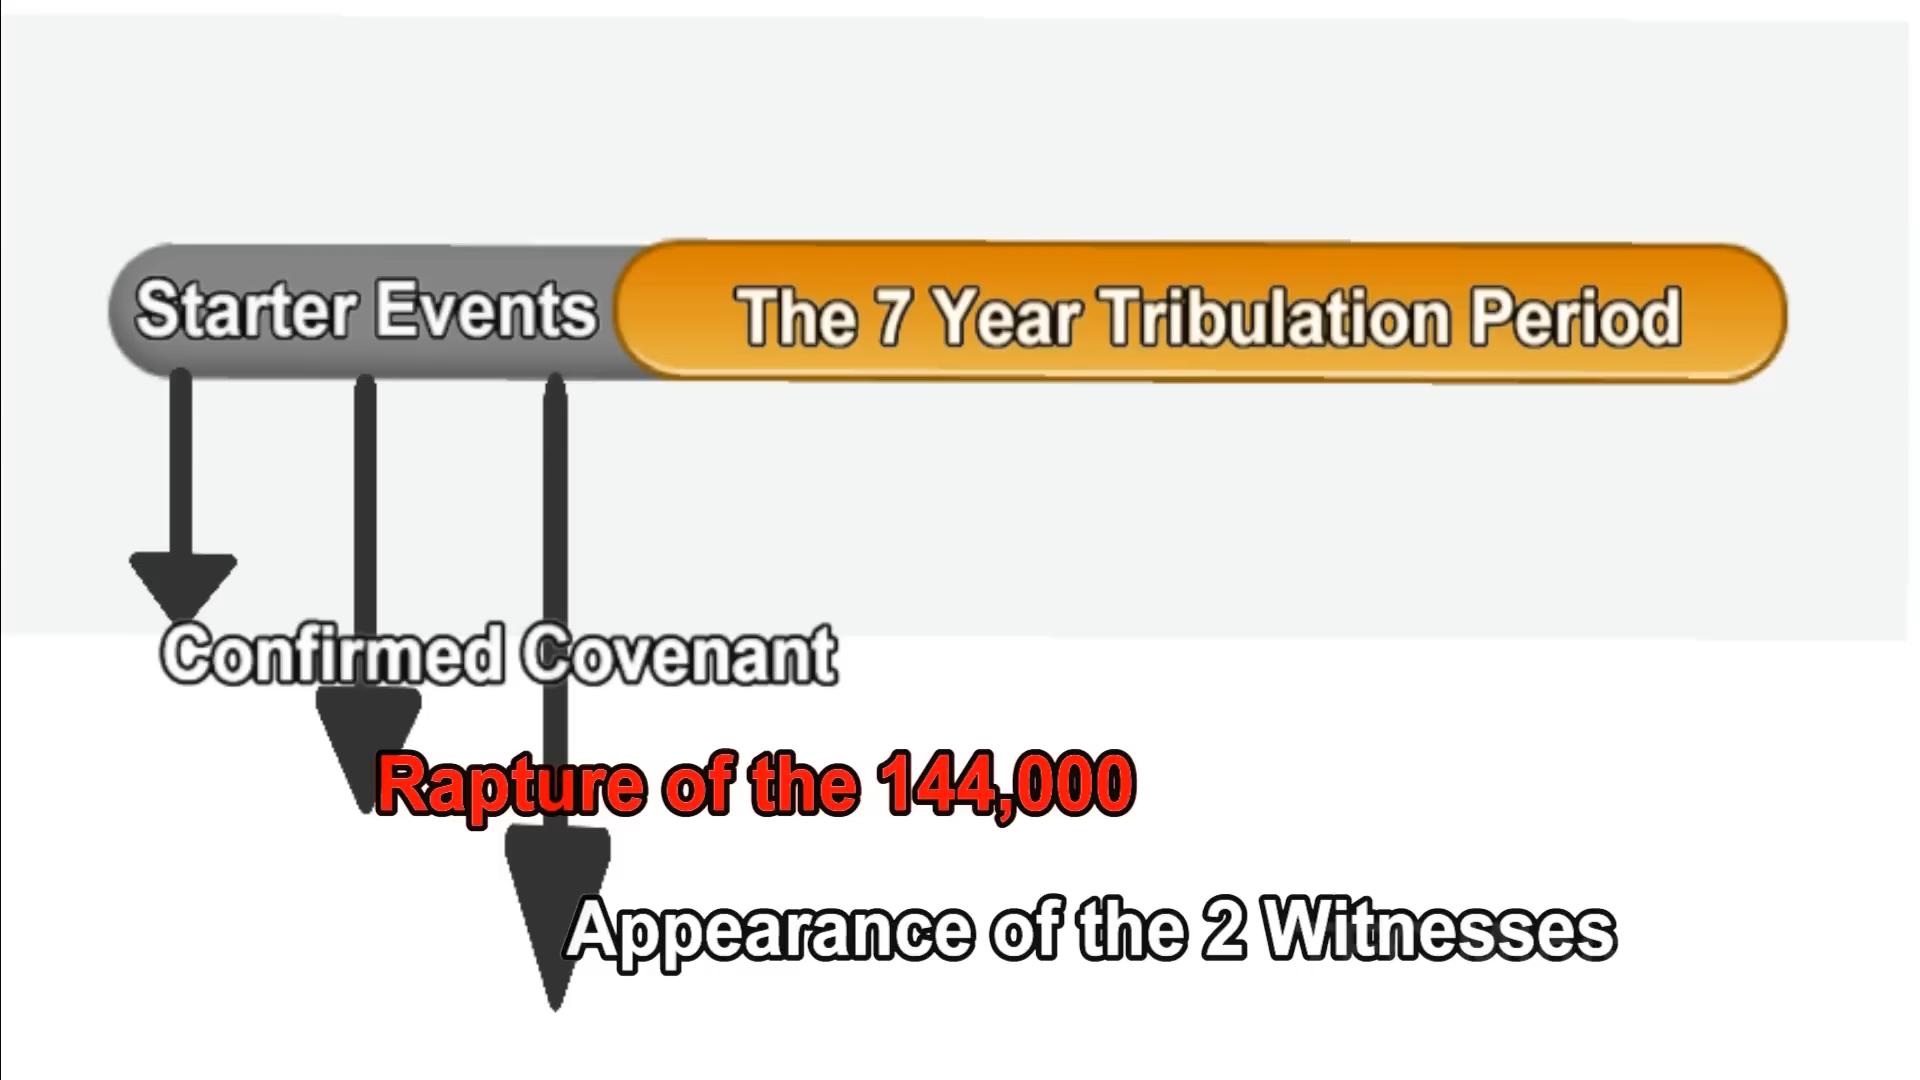 Starter Events
The 7 Year Tribulation Period
Confirmed Covenant
Rapture of the 144,000
Appearance of the 2 Witnesses